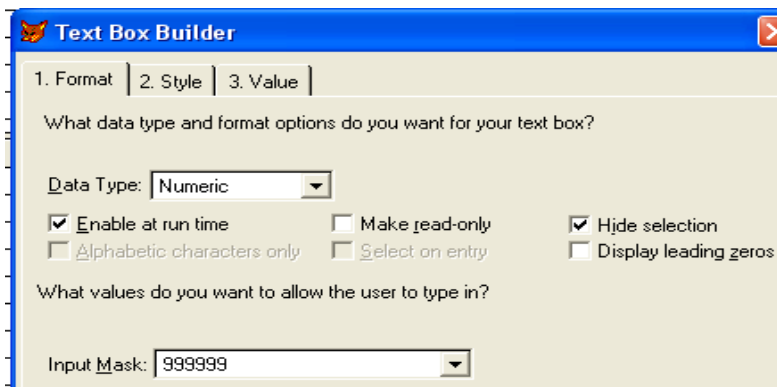 Text Box Builder
1. Format 2. Style 3. Value
What data type and format options do you want for your text box?
Data Type: Numeric
Enable at run time Make read-only Hide selection
Alphabetic characters only Select on entry Display leading zeros
What values do you want to allow the user to type in?
Input Mask: 999999